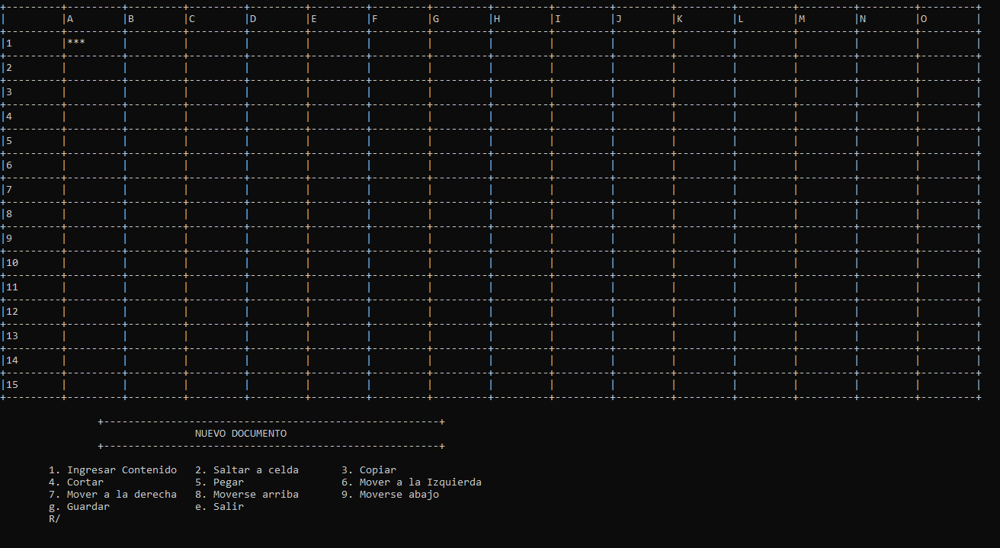 A B C D E F G H I J K L M N O
1 ***
2
3
4
5
6
7
8
9
10
11
12
13
14
15
NUEVO DOCUMENTO
1. Ingresar Contenido 2. Saltar a celda 3. Copiar
4. Cortar 5. Pegar 6. Mover a la Izquierda
7. Mover a la derecha 8. Moverse arriba 9. Moverse abajo
g. Guardar e. Salir
R/